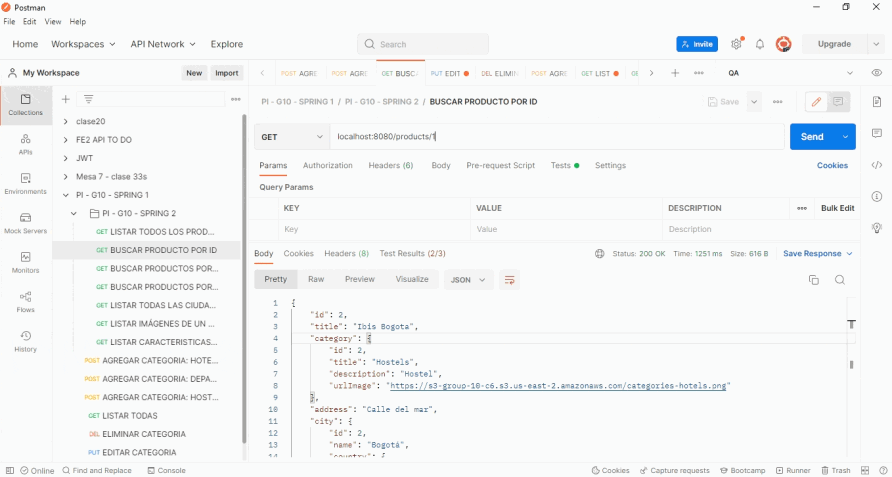 Postman
File Edit View Help
Home Workspaces API Network Explore Search Invite Upgrade
My Workspace New Import POST AGRE POST AGRE GET BUSC/ PUT EDIT DEL ELIMIN POST AGRE GET LIST GE QA
PI - G10 - SPRING 1 / PI - G10 - SPRING 2 / BUSCAR PRODUCTO POR ID Save
Collections
APIs
Environments
Mock Servers
Monitors
Flows
History
clase20
FE2 API TO DO
JWT
Mesa 7 - clase 33s
PI - G10 - SPRING 1
PI - G10 - SPRING 2
GET LISTAR TODOS LOS PROD...
GET BUSCAR PRODUCTO POR ID
GET BUSCAR PRODUCTOS POR...
GET BUSCAR PRODUCTOS POR...
GET LISTAR TODAS LAS CIUDA...
GET LISTAR IMÁGENES DE UN ...
GET LISTAR CARACTERISTICAS...
POST AGREGAR CATEGORIA: HOTE...
POST AGREGAR CATEGORIA: DEPA...
POST AGREGAR CATEGORIA: HOST...
GET LISTAR TODAS
DEL ELIMINAR CATEGORIA
PUT EDITAR CATEGORIA
GET localhost:8080/products/1 Send
Params Authorization Headers (6) Body Pre-request Script Tests Settings Cookies
Query Params
KEY VALUE DESCRIPTION Bulk Edit
Key Value Description
Body Cookies Headers (8) Test Results (2/3) Status: 200 OK Time: 1251 ms Size: 616 B Save Response
Pretty Raw Preview Visualize JSON
1 {
2 "id": 2,
3 "title": "Ibis Bogota",
4 "category": {
5 "id": 2,
6 "title": "Hostels",
7 "description": "Hostel",
8 "urlImage": "https://s3-group-10-c6.s3.us-east-2.amazonaws.com/categories-hotels.png"
9 },
10 "address": "Calle del mar",
11 "city": {
12 "id": 2,
13 "name": "Bogotá",
14 "country": {
Online Find and Replace Console Cookies Capture requests Bootcamp Runner Trash